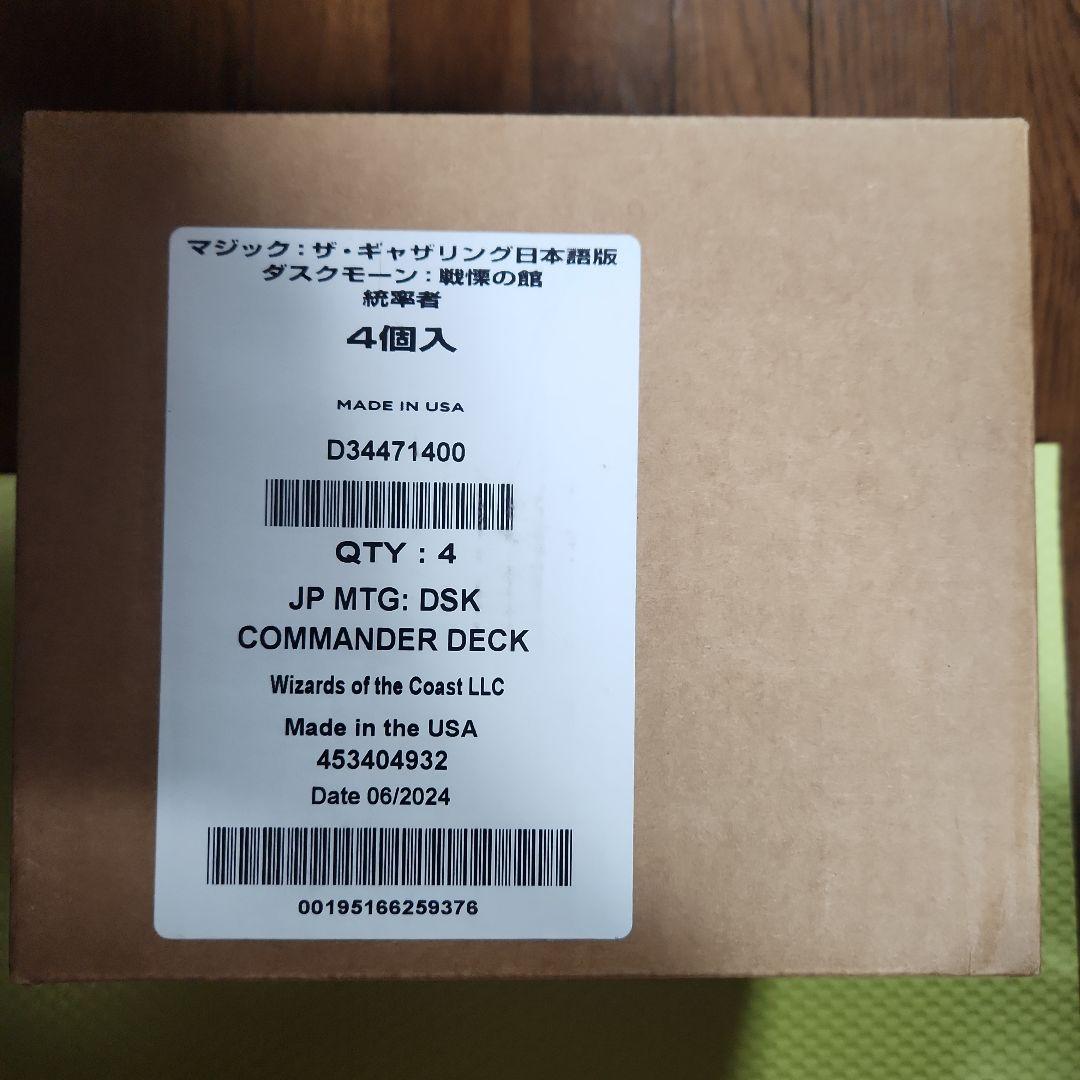 マジック：ザ・ギャザリング日本語版
ダスクモーン：戦慄の館
統率者
4個入
MADE IN USA
D34471400
QTY : 4
JP MTG: DSK
COMMANDER DECK
Wizards of the Coast LLC
Made in the USA
453404932
Date 06/2024
00195166259376